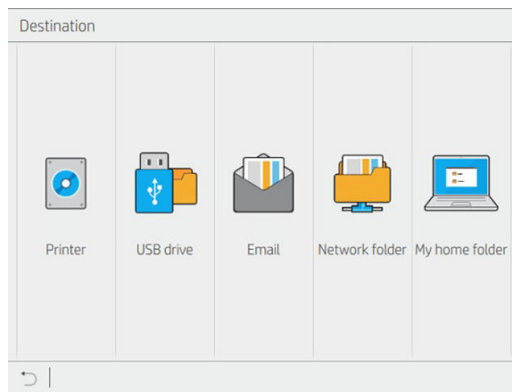 Destination
Printer
USB drive
Email
Network folder
My home folder